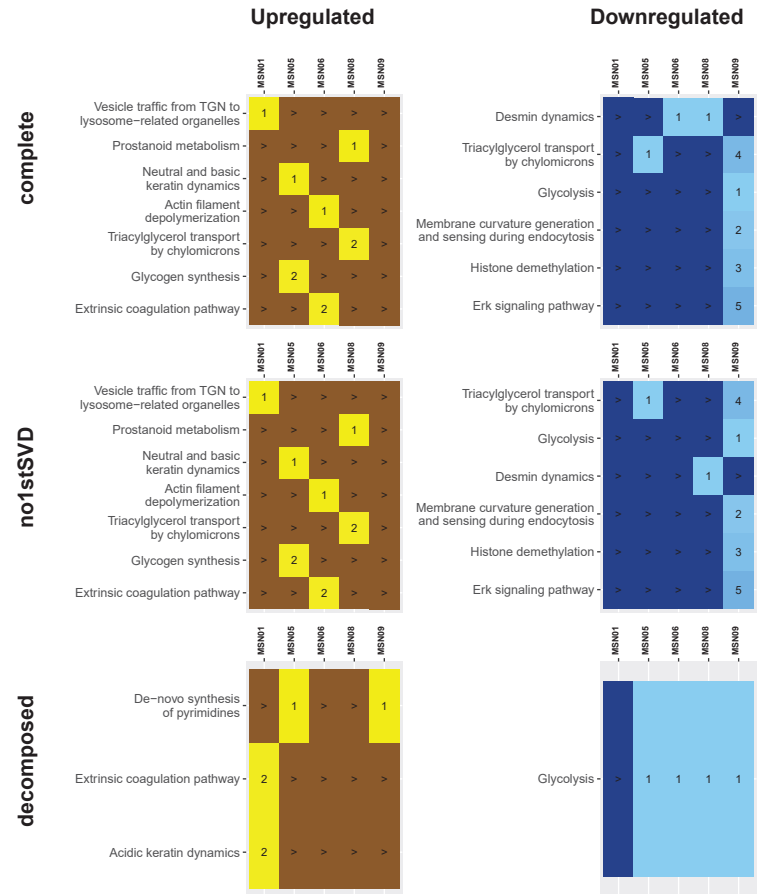 Upregulated
Downregulated
complete
MSN01 MSN05 MSN06 MSN08 MSN09
Vesicle traffic from TGN to
lysosome-related organelles
1 > > > >
Prostanoid metabolism
> > > 1 >
Neutral and basic
keratin dynamics
> 1 > > >
Actin filament
depolymerization
> > 1 > >
Triacylglycerol transport
by chylomicrons
> > > 2 >
Glycogen synthesis
> 2 > > >
Extrinsic coagulation pathway
> > 2 > >
MSN01 MSN05 MSN06 MSN08 MSN09
Desmin dynamics
> > 1 1 >
Triacylglycerol transport
by chylomicrons
> 1 > > 4
Glycolysis
> > > > 1
Membrane curvature generation
and sensing during endocytosis
> > > > 2
Histone demethylation
> > > > 3
Erk signaling pathway
> > > > 5
no1stSVD
MSN01 MSN05 MSN06 MSN08 MSN09
Vesicle traffic from TGN to
lysosome-related organelles
1 > > > >
Prostanoid metabolism
> > > 1 >
Neutral and basic
keratin dynamics
> 1 > > >
Actin filament
depolymerization
> > 1 > >
Triacylglycerol transport
by chylomicrons
> > > 2 >
Glycogen synthesis
> 2 > > >
Extrinsic coagulation pathway
> > 2 > >
MSN01 MSN05 MSN06 MSN08 MSN09
Triacylglycerol transport
by chylomicrons
> 1 > > 4
Glycolysis
> > > > 1
Desmin dynamics
> > > 1 >
Membrane curvature generation
and sensing during endocytosis
> > > > 2
Histone demethylation
> > > > 3
Erk signaling pathway
> > > > 5
decomposed
MSN01 MSN05 MSN06 MSN08 MSN09
De−novo synthesis
of pyrimidines
> 1 > > 1
Extrinsic coagulation pathway
2 > > > >
Acidic keratin dynamics
2 > > > >
MSN01 MSN05 MSN06 MSN08 MSN09
Glycolysis
> 1 1 1 1